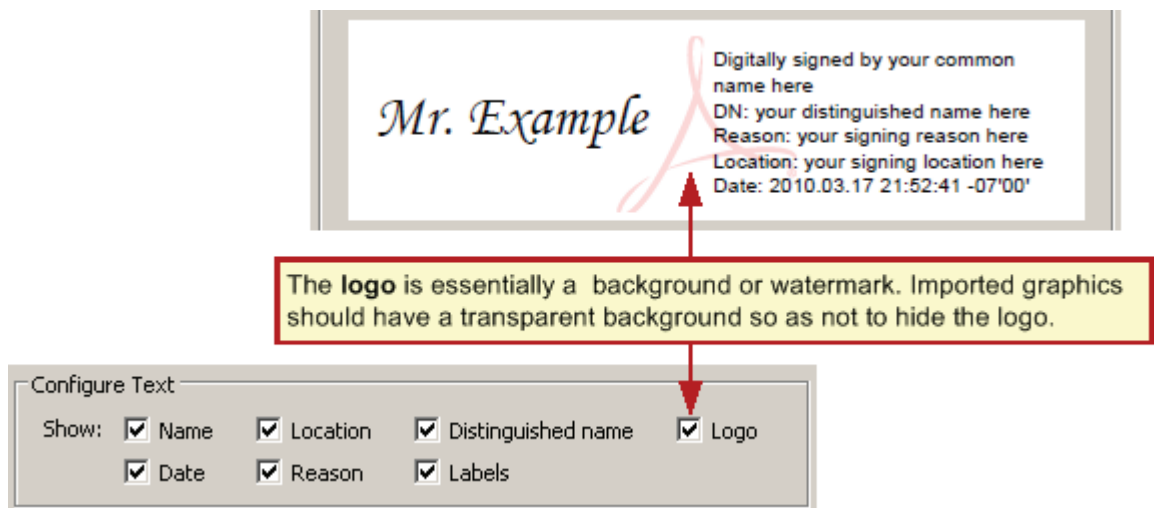 Mr. Example
Digitally signed by your common
name here
DN: your distinguished name here
Reason: your signing reason here
Location: your signing location here
Date: 2010.03.17 21:52:41 -07'00'
The logo is essentially a background or watermark. Imported graphics
should have a transparent background so as not to hide the logo.
Configure Text
Show: Name Location Distinguished name Logo
Date Reason Labels